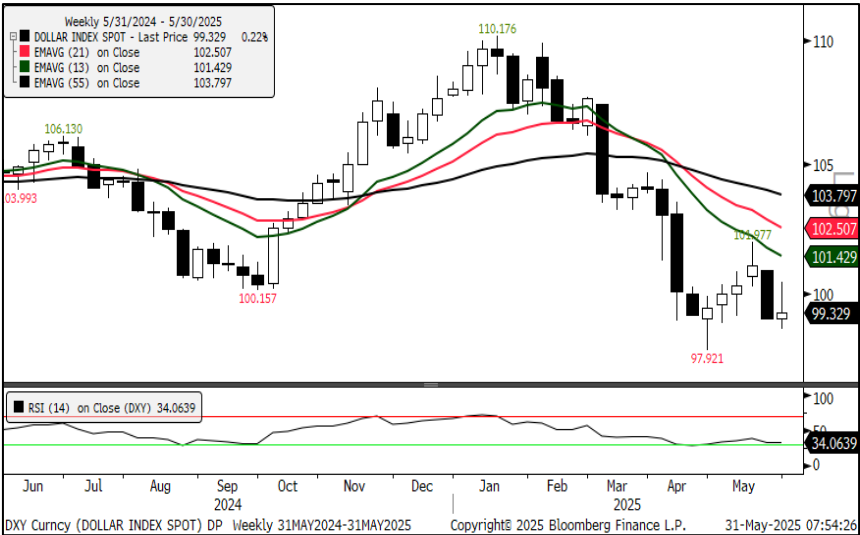 Weekly 5/31/2024 - 5/30/2025
DOLLAR INDEX SPOT - Last Price 99.329 0.22%
EMAVG (21) on Close 102.507
EMAVG (13) on Close 101.429
EMAVG (55) on Close 103.797
110.176
110
106.130
105
03.993
103.797
102.507
101.977
101.429
100
100.157
99.329
97.921
RSI (14) on Close (DXY) 34.0639
100
50
34.0639
0
Jun Jul Aug Sep Oct Nov Dec Jan Feb Mar Apr May
2024 2025
DXY Curncy (DOLLAR INDEX SPOT) DP Weekly 31MAY2024-31MAY2025 Copyright© 2025 Bloomberg Finance L.P. 31-May-2025 07:54:26